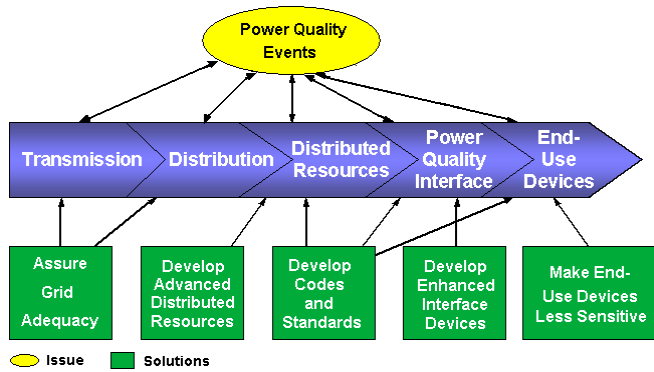 Power Quality
Events
Transmission
Distribution
Distributed
Resources
Power
Quality
Interface
End-
Use
Devices
Assure
Grid
Adequacy
Develop
Advanced
Distributed
Resources
Develop
Codes
and
Standards
Develop
Enhanced
Interface
Devices
Make End-
Use Devices
Less Sensitive
Issue
Solutions